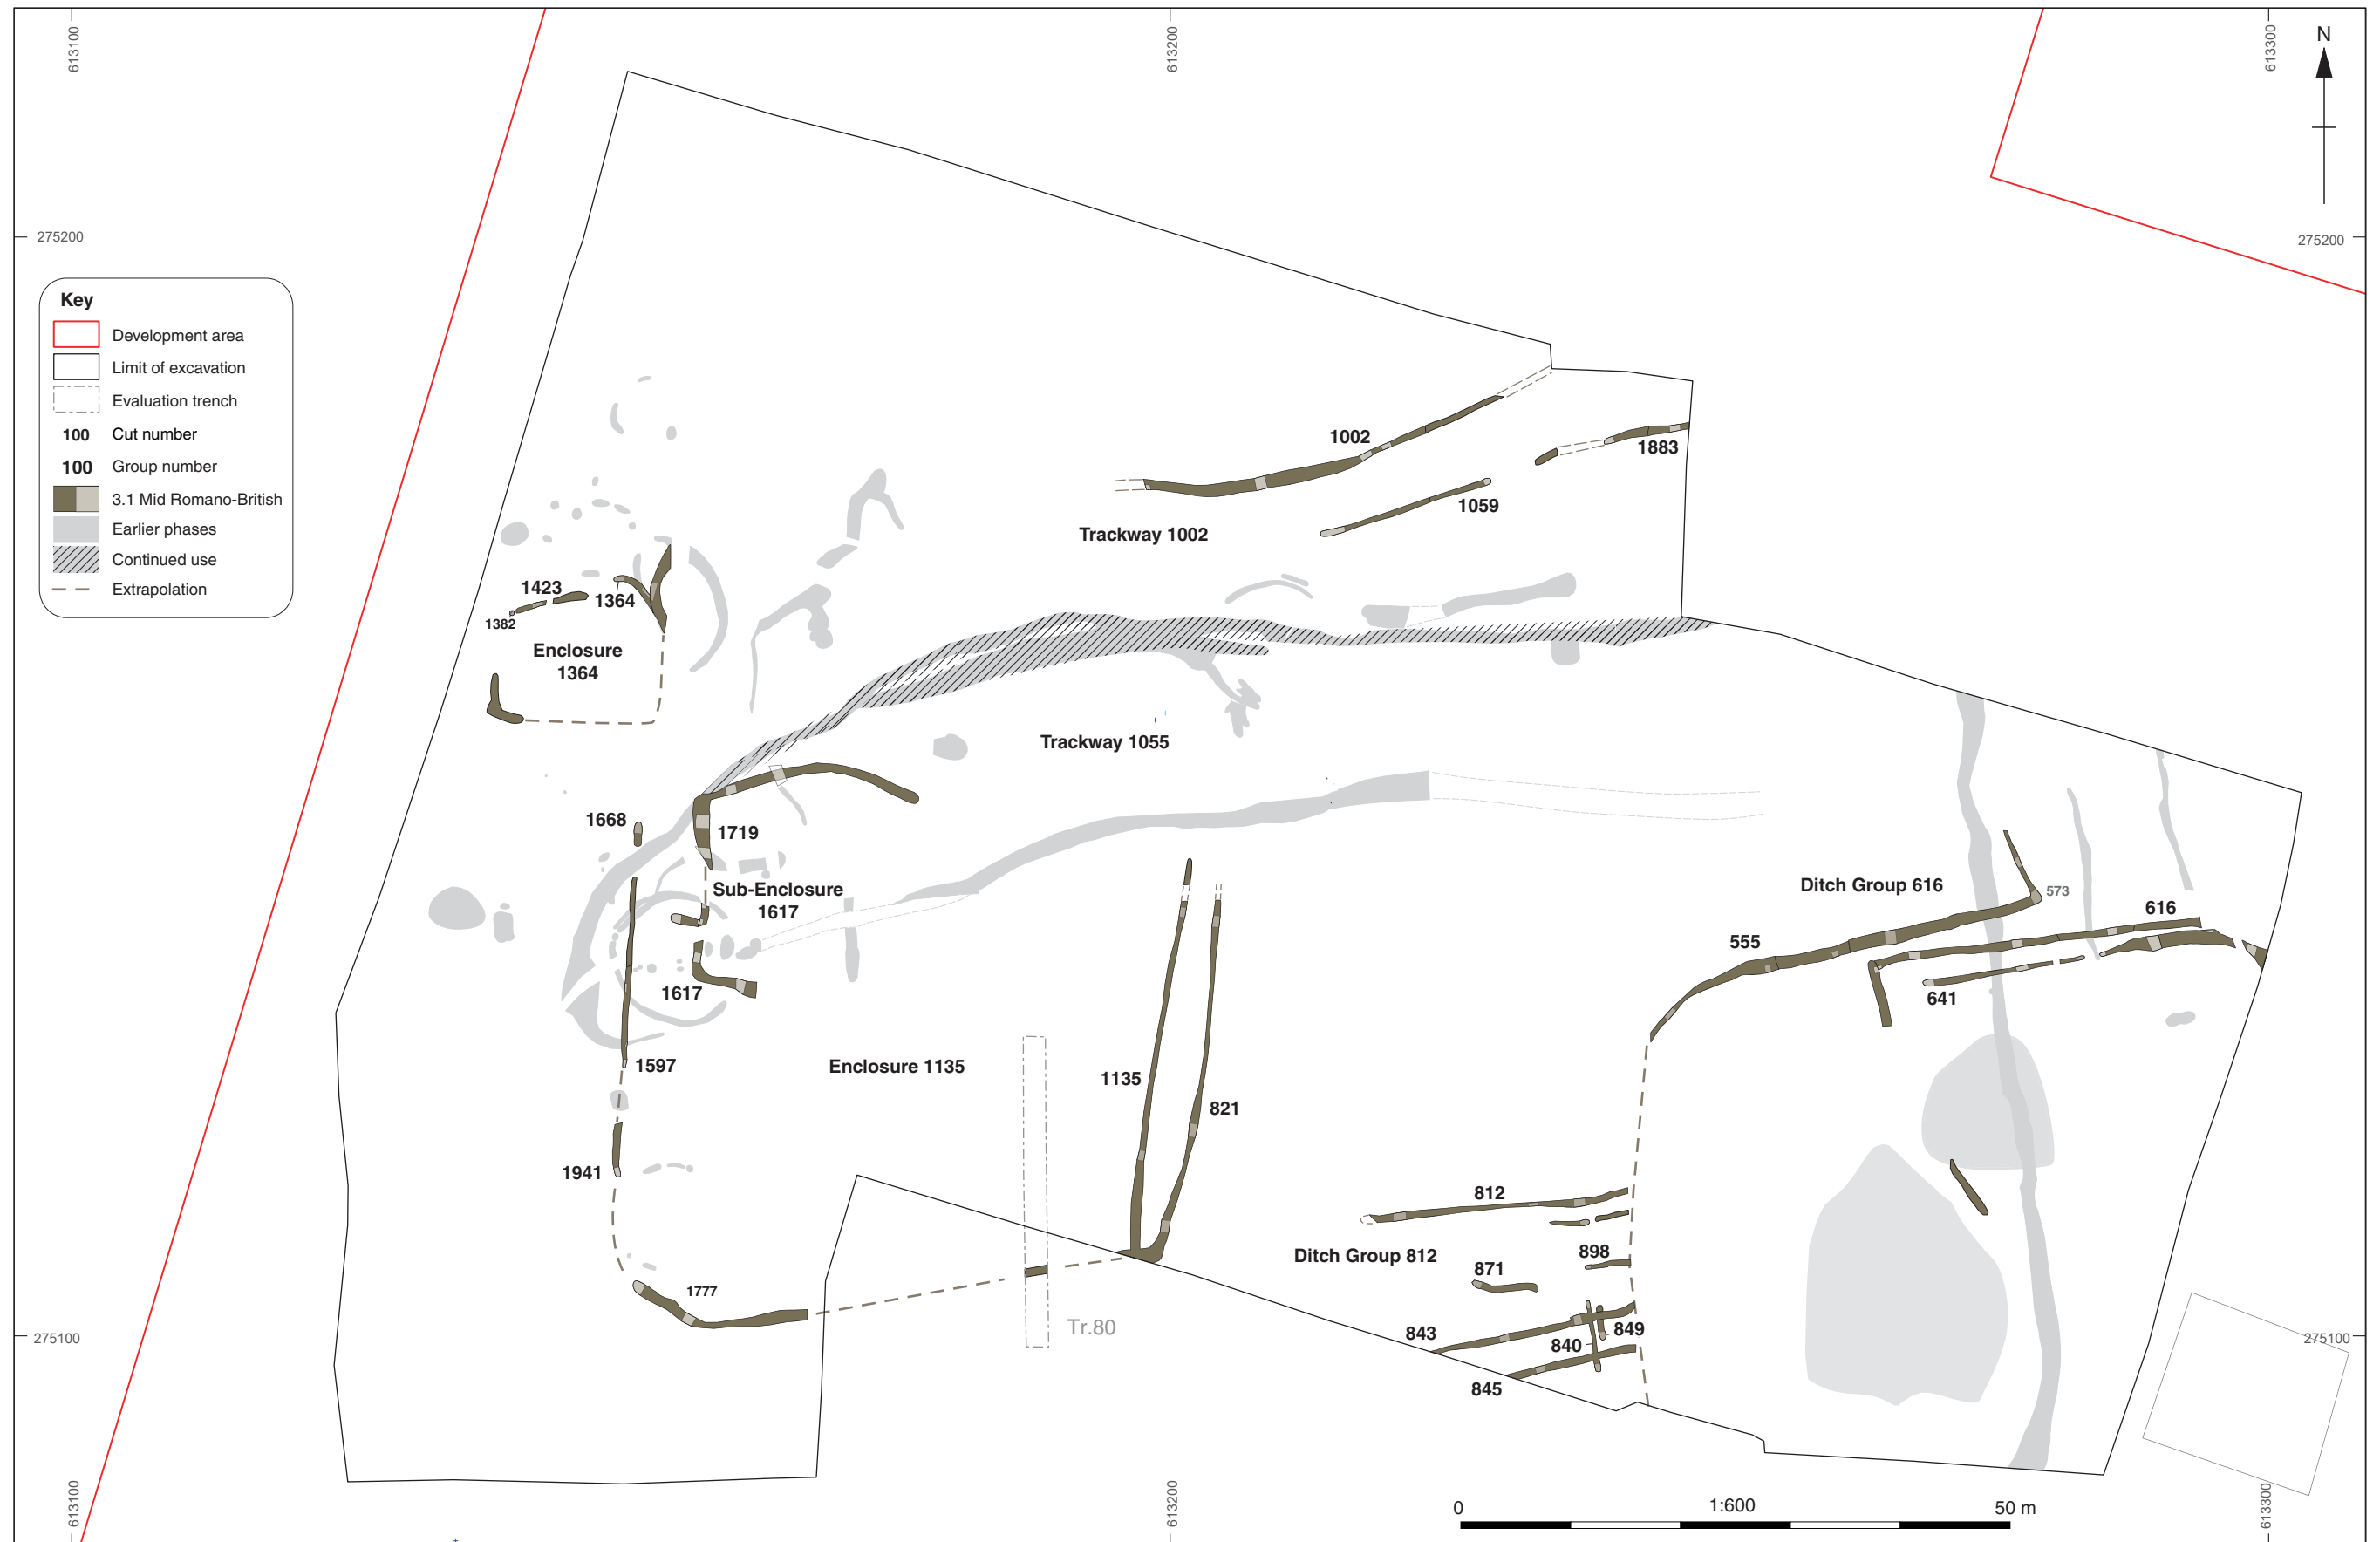 613100
613200
613300
N
275200
275200
Key
Development area
Limit of excavation
Evaluation trench
100 Cut number
100 Group number
3.1 Mid Romano-British
Earlier phases
Continued use
Extrapolation
1002
1883
1059
Trackway 1002
1423
1364
1382
Enclosure
1364
Trackway 1055
1668
1719
Sub-Enclosure
1617
Ditch Group 616
573
616
555
641
1617
1597
Enclosure 1135
1135
821
1941
812
Ditch Group 812
898
871
1777
Tr.80
843
849
840
845
275100
275100
613100
613200
613300
0
1:600
50 m